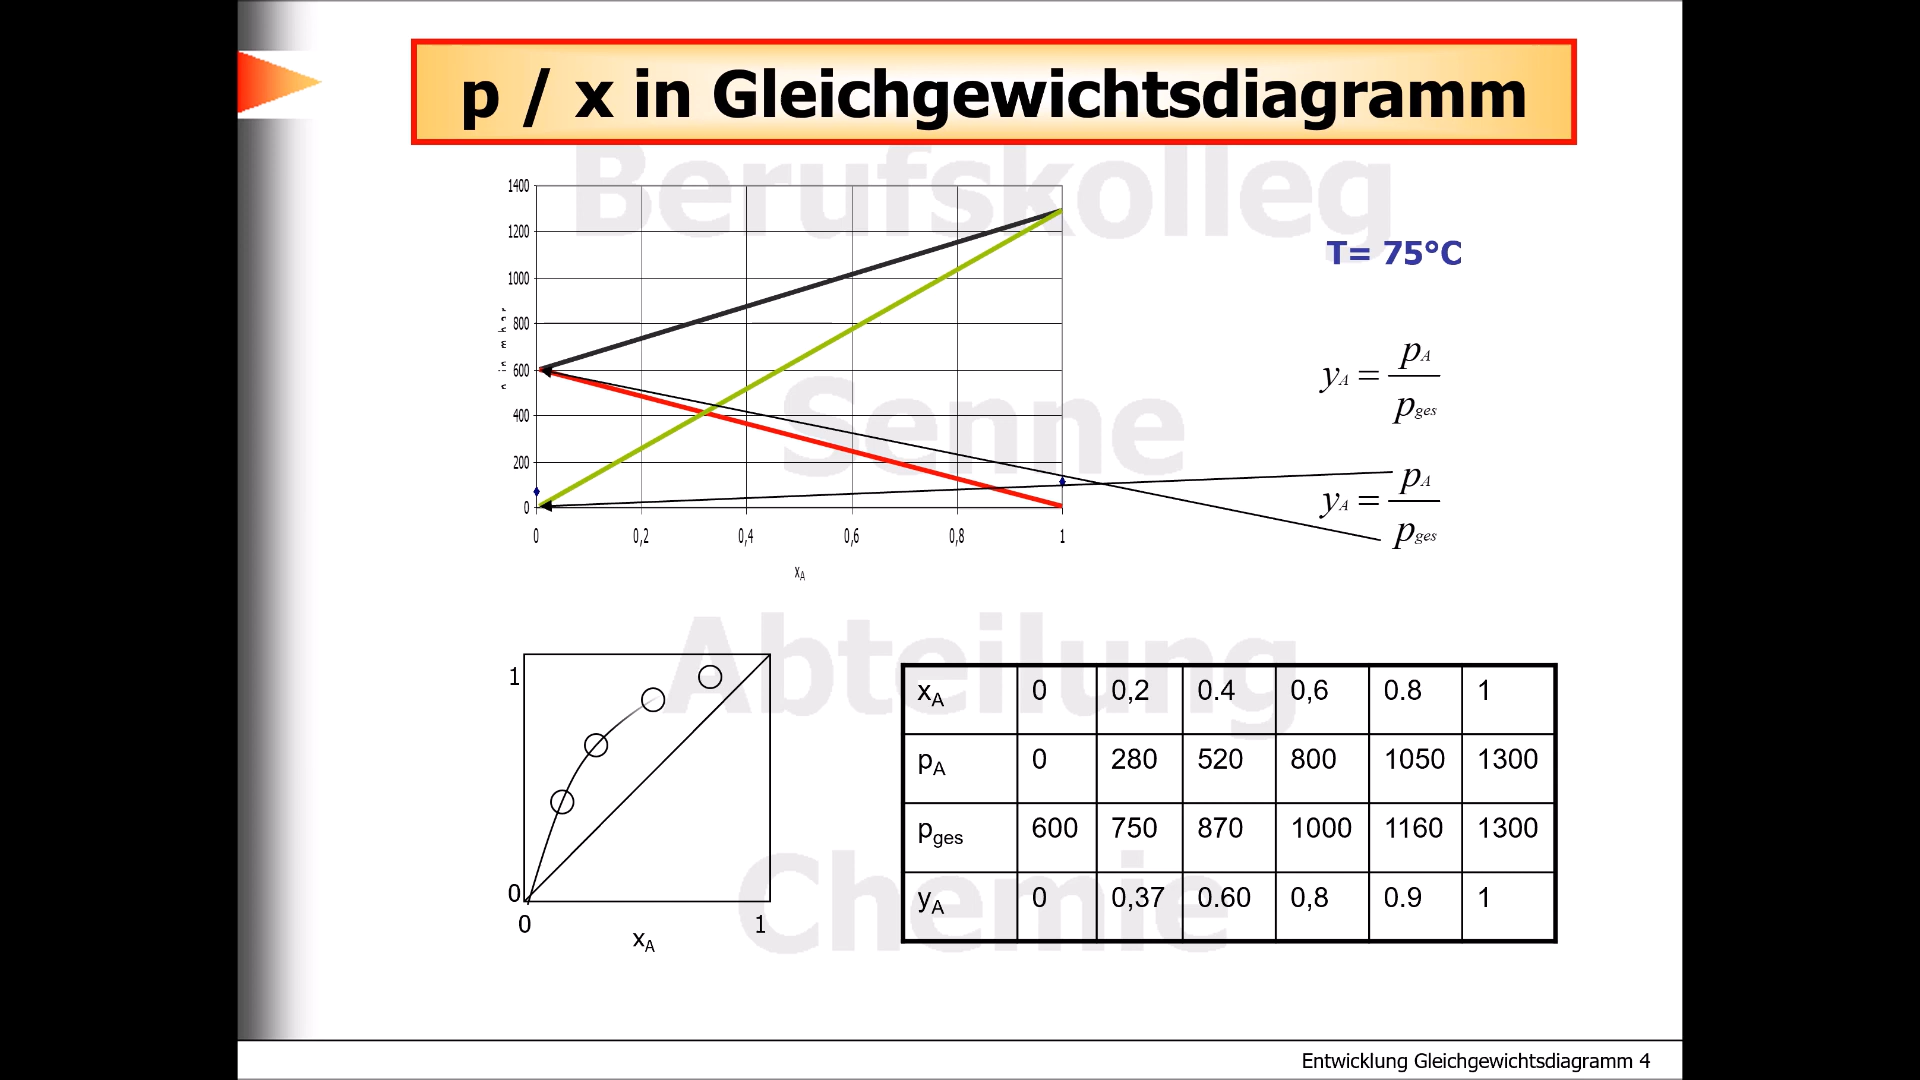 p / x in Gleichgewichtsdiagramm
Berufskolleg
Senne
Abteilung
Chemie
1400
1200
1000
800
600
400
200
0
0 0,2 0,4 0,6 0,8 1
xA
T= 75°C
yA = pA / pges
yA = pA / pges
1
0
0 1
xA
xA 0 0,2 0.4 0,6 0.8 1
pA 0 280 520 800 1050 1300
pges 600 750 870 1000 1160 1300
yA 0 0,37 0.60 0,8 0.9 1
Entwicklung Gleichgewichtsdiagramm 4